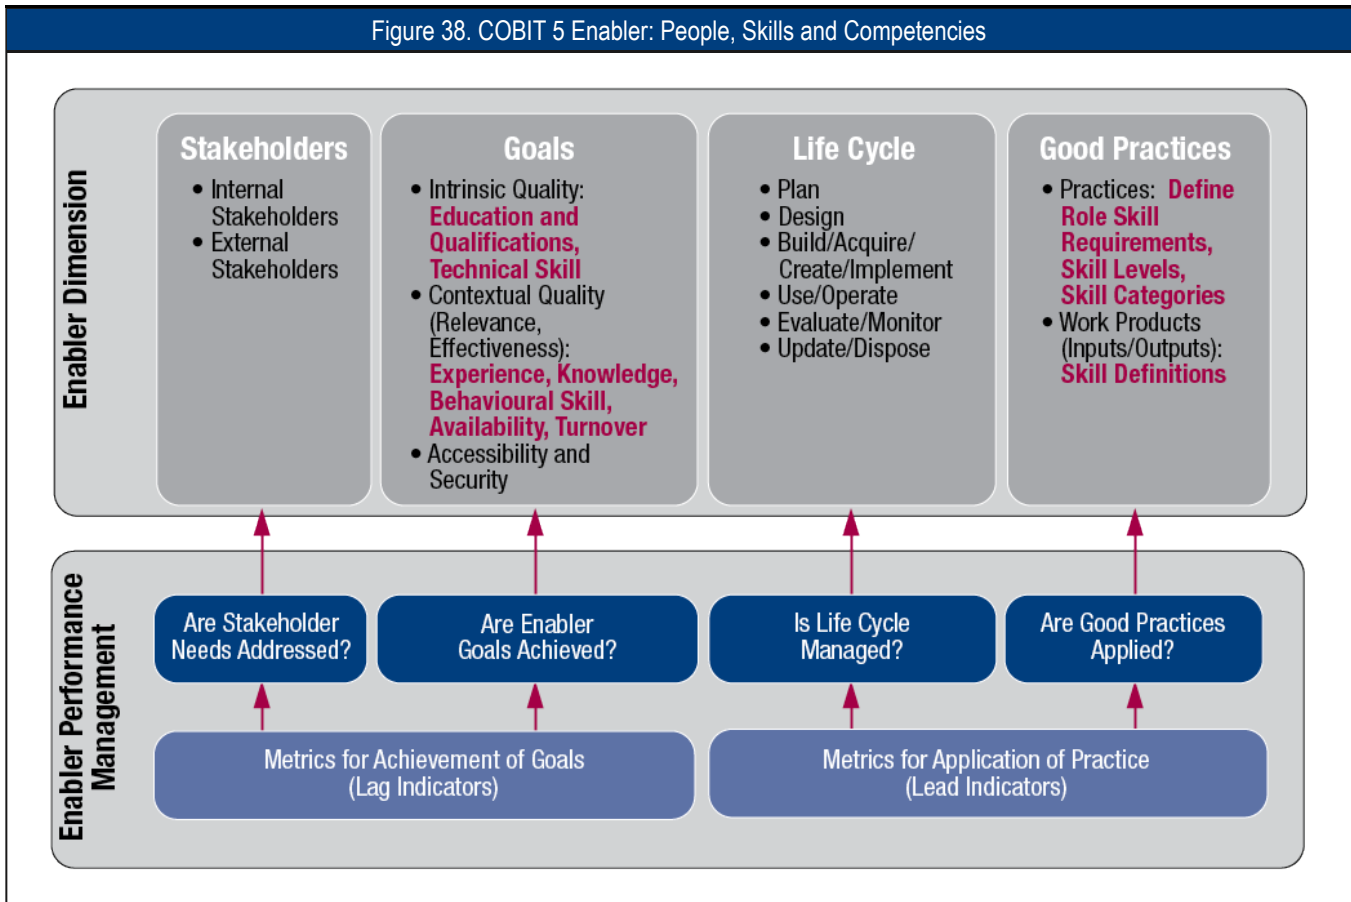 Figure 38. COBIT 5 Enabler: People, Skills and Competencies
Enabler Dimension
Stakeholders
• Internal
Stakeholders
• External
Stakeholders
Goals
• Intrinsic Quality:
Education and
Qualifications,
Technical Skill
• Contextual Quality
(Relevance,
Effectiveness):
Experience, Knowledge,
Behavioural Skill,
Availability, Turnover
• Accessibility and
Security
Life Cycle
• Plan
• Design
• Build/Acquire/
Create/Implement
• Use/Operate
• Evaluate/Monitor
• Update/Dispose
Good Practices
• Practices: Define
Role Skill
Requirements,
Skill Levels,
Skill Categories
• Work Products
(Inputs/Outputs):
Skill Definitions
Enabler Performance
Management
Are Stakeholder
Needs Addressed?
Are Enabler
Goals Achieved?
Is Life Cycle
Managed?
Are Good Practices
Applied?
Metrics for Achievement of Goals
(Lag Indicators)
Metrics for Application of Practice
(Lead Indicators)